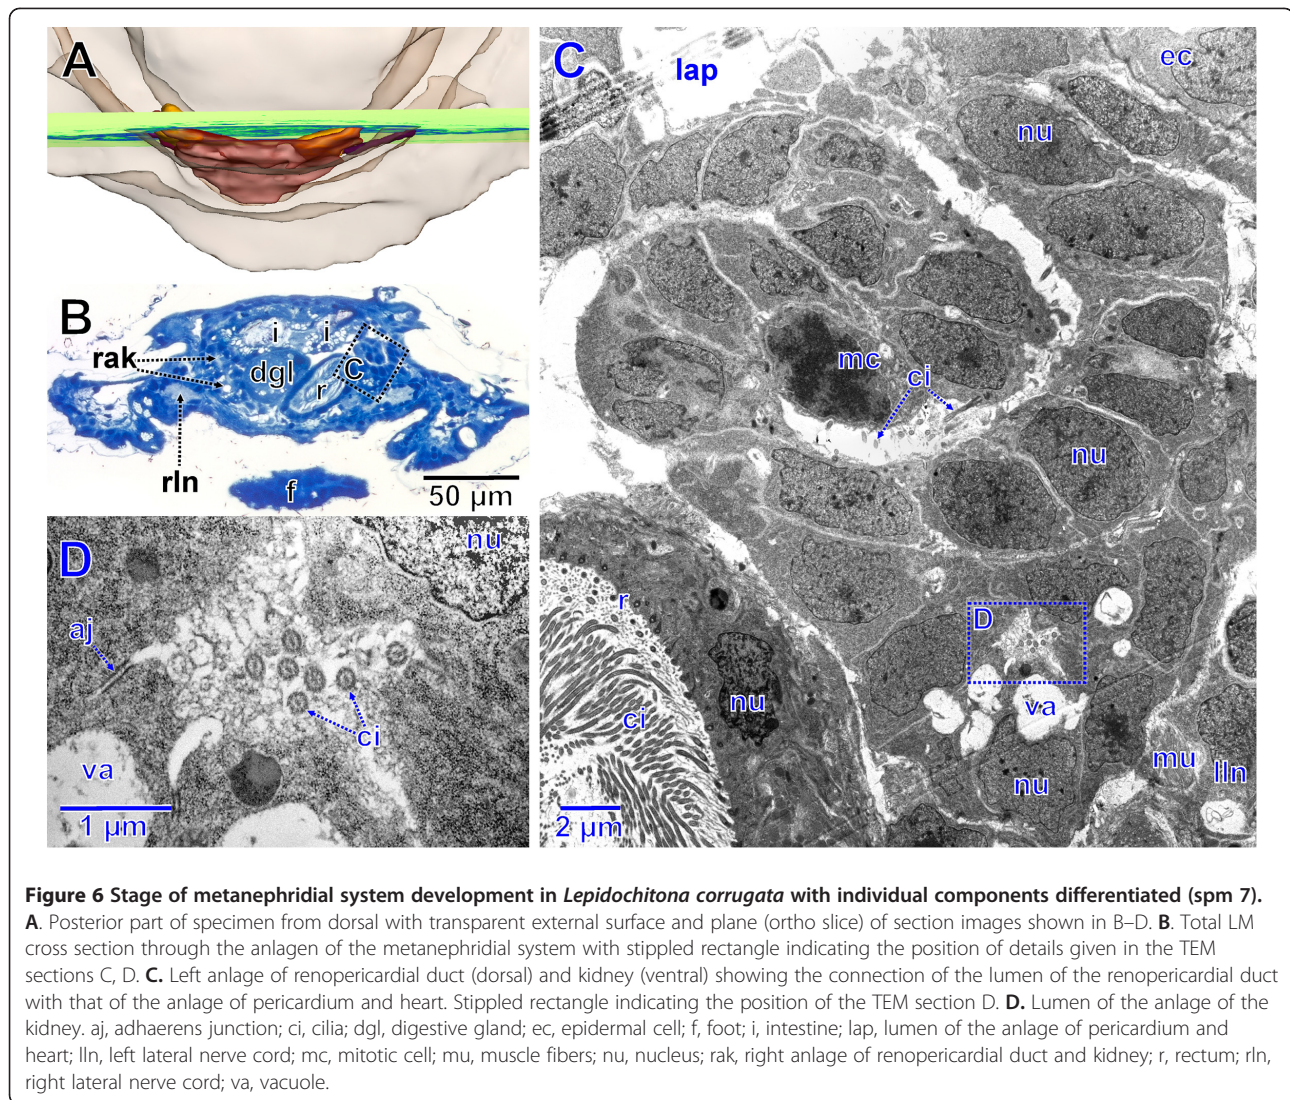 A
B
i
i
rak
dgl
r
C
rln
f
50 µm
D
nu
aj
ci
va
1 µm
C
lap
ec
nu
mc
ci
nu
r
D
ci
nu
va
nu
mu
lln
2 µm
Figure 6 Stage of metanephridial system development in Lepidochitona corrugata with individual components differentiated (spm 7).
A. Posterior part of specimen from dorsal with transparent external surface and plane (ortho slice) of section images shown in B–D. B. Total LM
cross section through the anlagen of the metanephridial system with stippled rectangle indicating the position of details given in the TEM
sections C, D. C. Left anlage of renopericardial duct (dorsal) and kidney (ventral) showing the connection of the lumen of the renopericardial duct
with that of the anlage of pericardium and heart. Stippled rectangle indicating the position of the TEM section D. D. Lumen of the anlage of the
kidney. aj, adhaerens junction; ci, cilia; dgl, digestive gland; ec, epidermal cell; f, foot; i, intestine; lap, lumen of the anlage of pericardium and
heart; lln, left lateral nerve cord; mc, mitotic cell; mu, muscle fibers; nu, nucleus; rak, right anlage of renopericardial duct and kidney; r, rectum; rln,
right lateral nerve cord; va, vacuole.